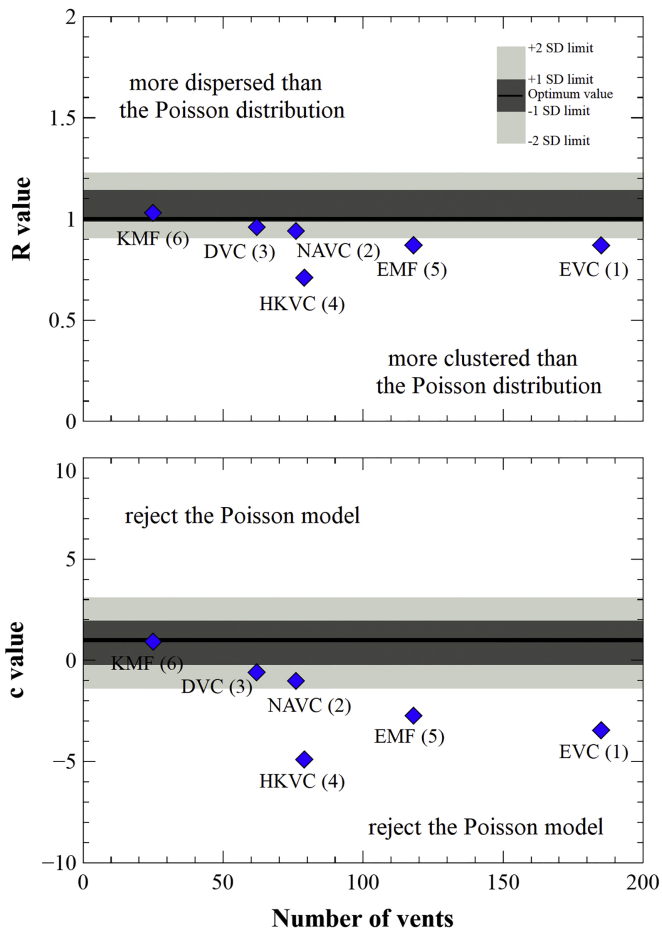 2
+2 SD limit
+1 SD limit
Optimum value
-1 SD limit
-2 SD limit
more dispersed than
the Poisson distribution
1.5
R value
1
KMF (6)
DVC (3)
NAVC (2)
EMF (5)
EVC (1)
HKVC (4)
0.5
more clustered than
the Poisson distribution
0
10
reject the Poisson model
5
c value
0
KMF (6)
DVC (3)
NAVC (2)
EMF (5)
EVC (1)
−5
HKVC (4)
reject the Poisson model
−10
0
50
100
150
200
Number of vents